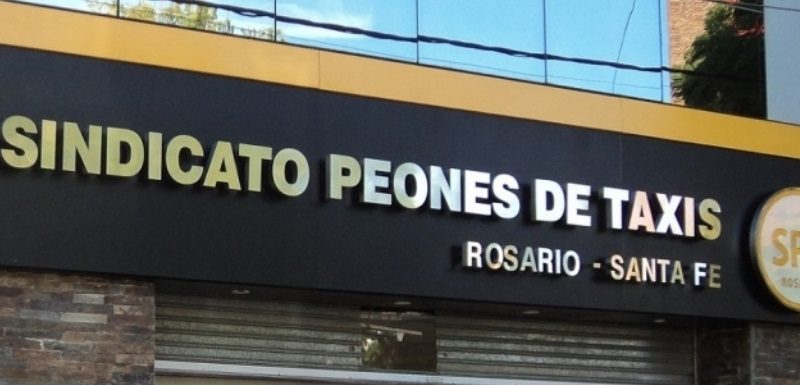 SINDICATO PEONES DE TAXIS
ROSARIO - SANTA FE